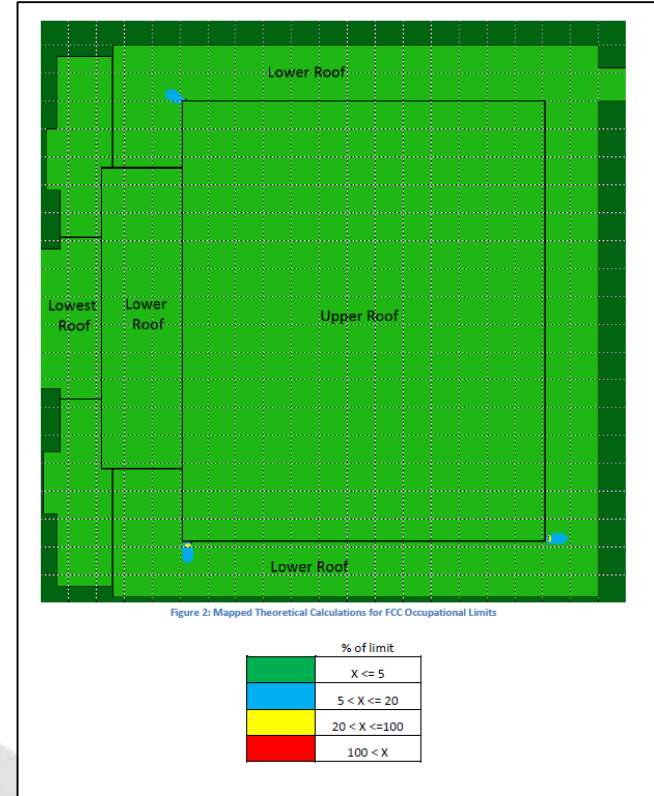 Lower Roof
Lowest
Roof
Lower
Roof
Upper Roof
Lower Roof
Figure 2: Mapped Theoretical Calculations for FCC Occupational Limits
% of limit
X <= 5
5 < X <= 20
20 < X <=100
100 < X